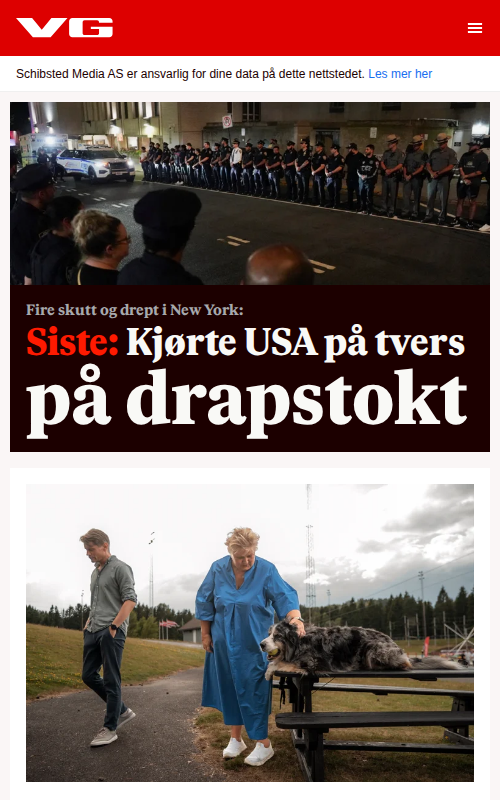 VG
Schibsted Media AS er ansvarlig for dine data på dette nettstedet. Les mer her
Fire skutt og drept i New York:
Siste: Kjørte USA på tvers
på drapstokt